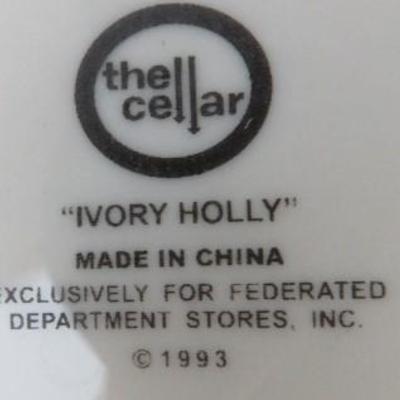 the
cellar
"IVORY HOLLY"
MADE IN CHINA
EXCLUSIVELY FOR FEDERATED
DEPARTMENT STORES, INC.
© 1993